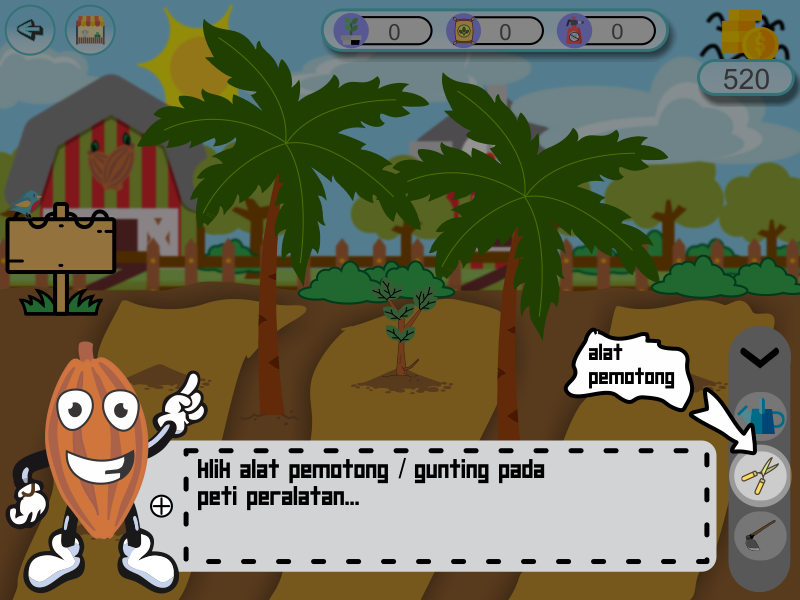 0
0
0
520
alat
pemotong
klik alat pemotong / gunting pada
peti peralatan...